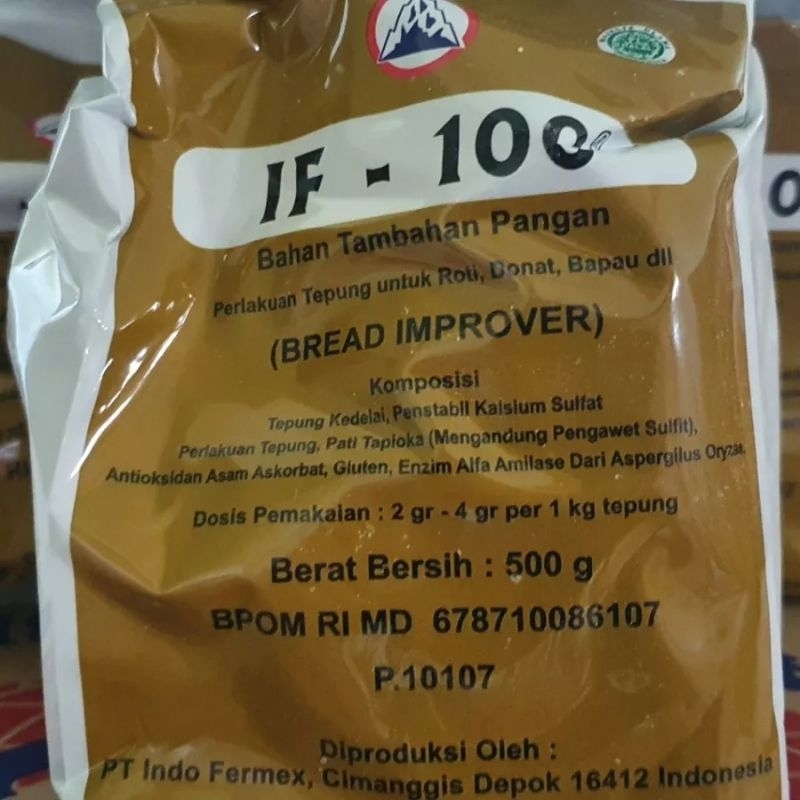 IF - 100
Bahan Tambahan Pangan
Perlakuan Tepung untuk Roti, Donat, Bapau dll
(BREAD IMPROVER)
Komposisi
Tepung Kedelai, Penstabil Kalsium Sulfat
Perlakuan Tepung, Pati Tapioka (Mengandung Pengawet Sulfit),
Antioksidan Asam Askorbat, Gluten, Enzim Alfa Amilase Dari Aspergilus Oryzae,
Dosis Pemakaian : 2 gr - 4 gr per 1 kg tepung
Berat Bersih : 500 g
BPOM RI MD 678710086107
P.10107
Diproduksi Oleh :
PT Indo Fermex, Cimanggis Depok 16412 Indonesia